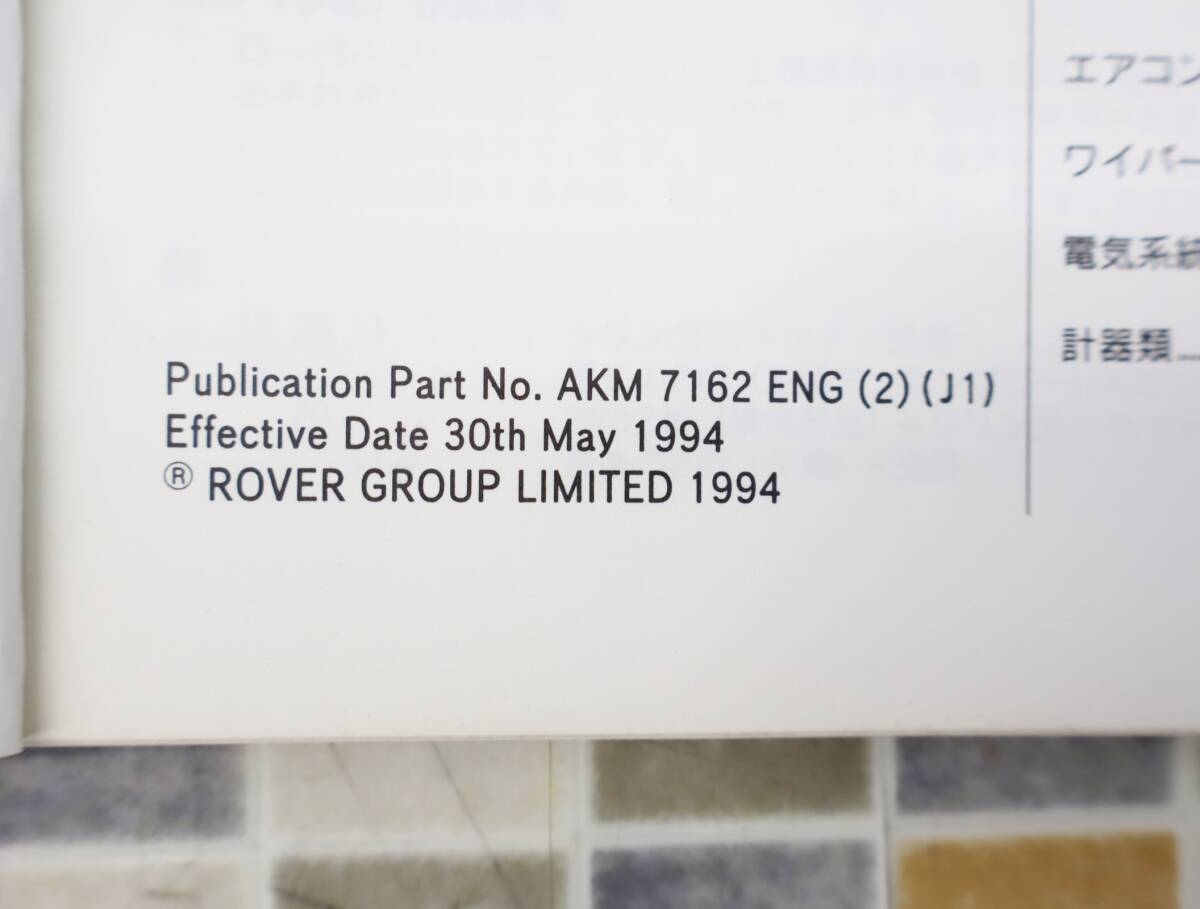 Publication Part No. AKM 7162 ENG (2) (J1)
Effective Date 30th May 1994
® ROVER GROUP LIMITED 1994
エアコン
ワイパー
電気系統
計器類